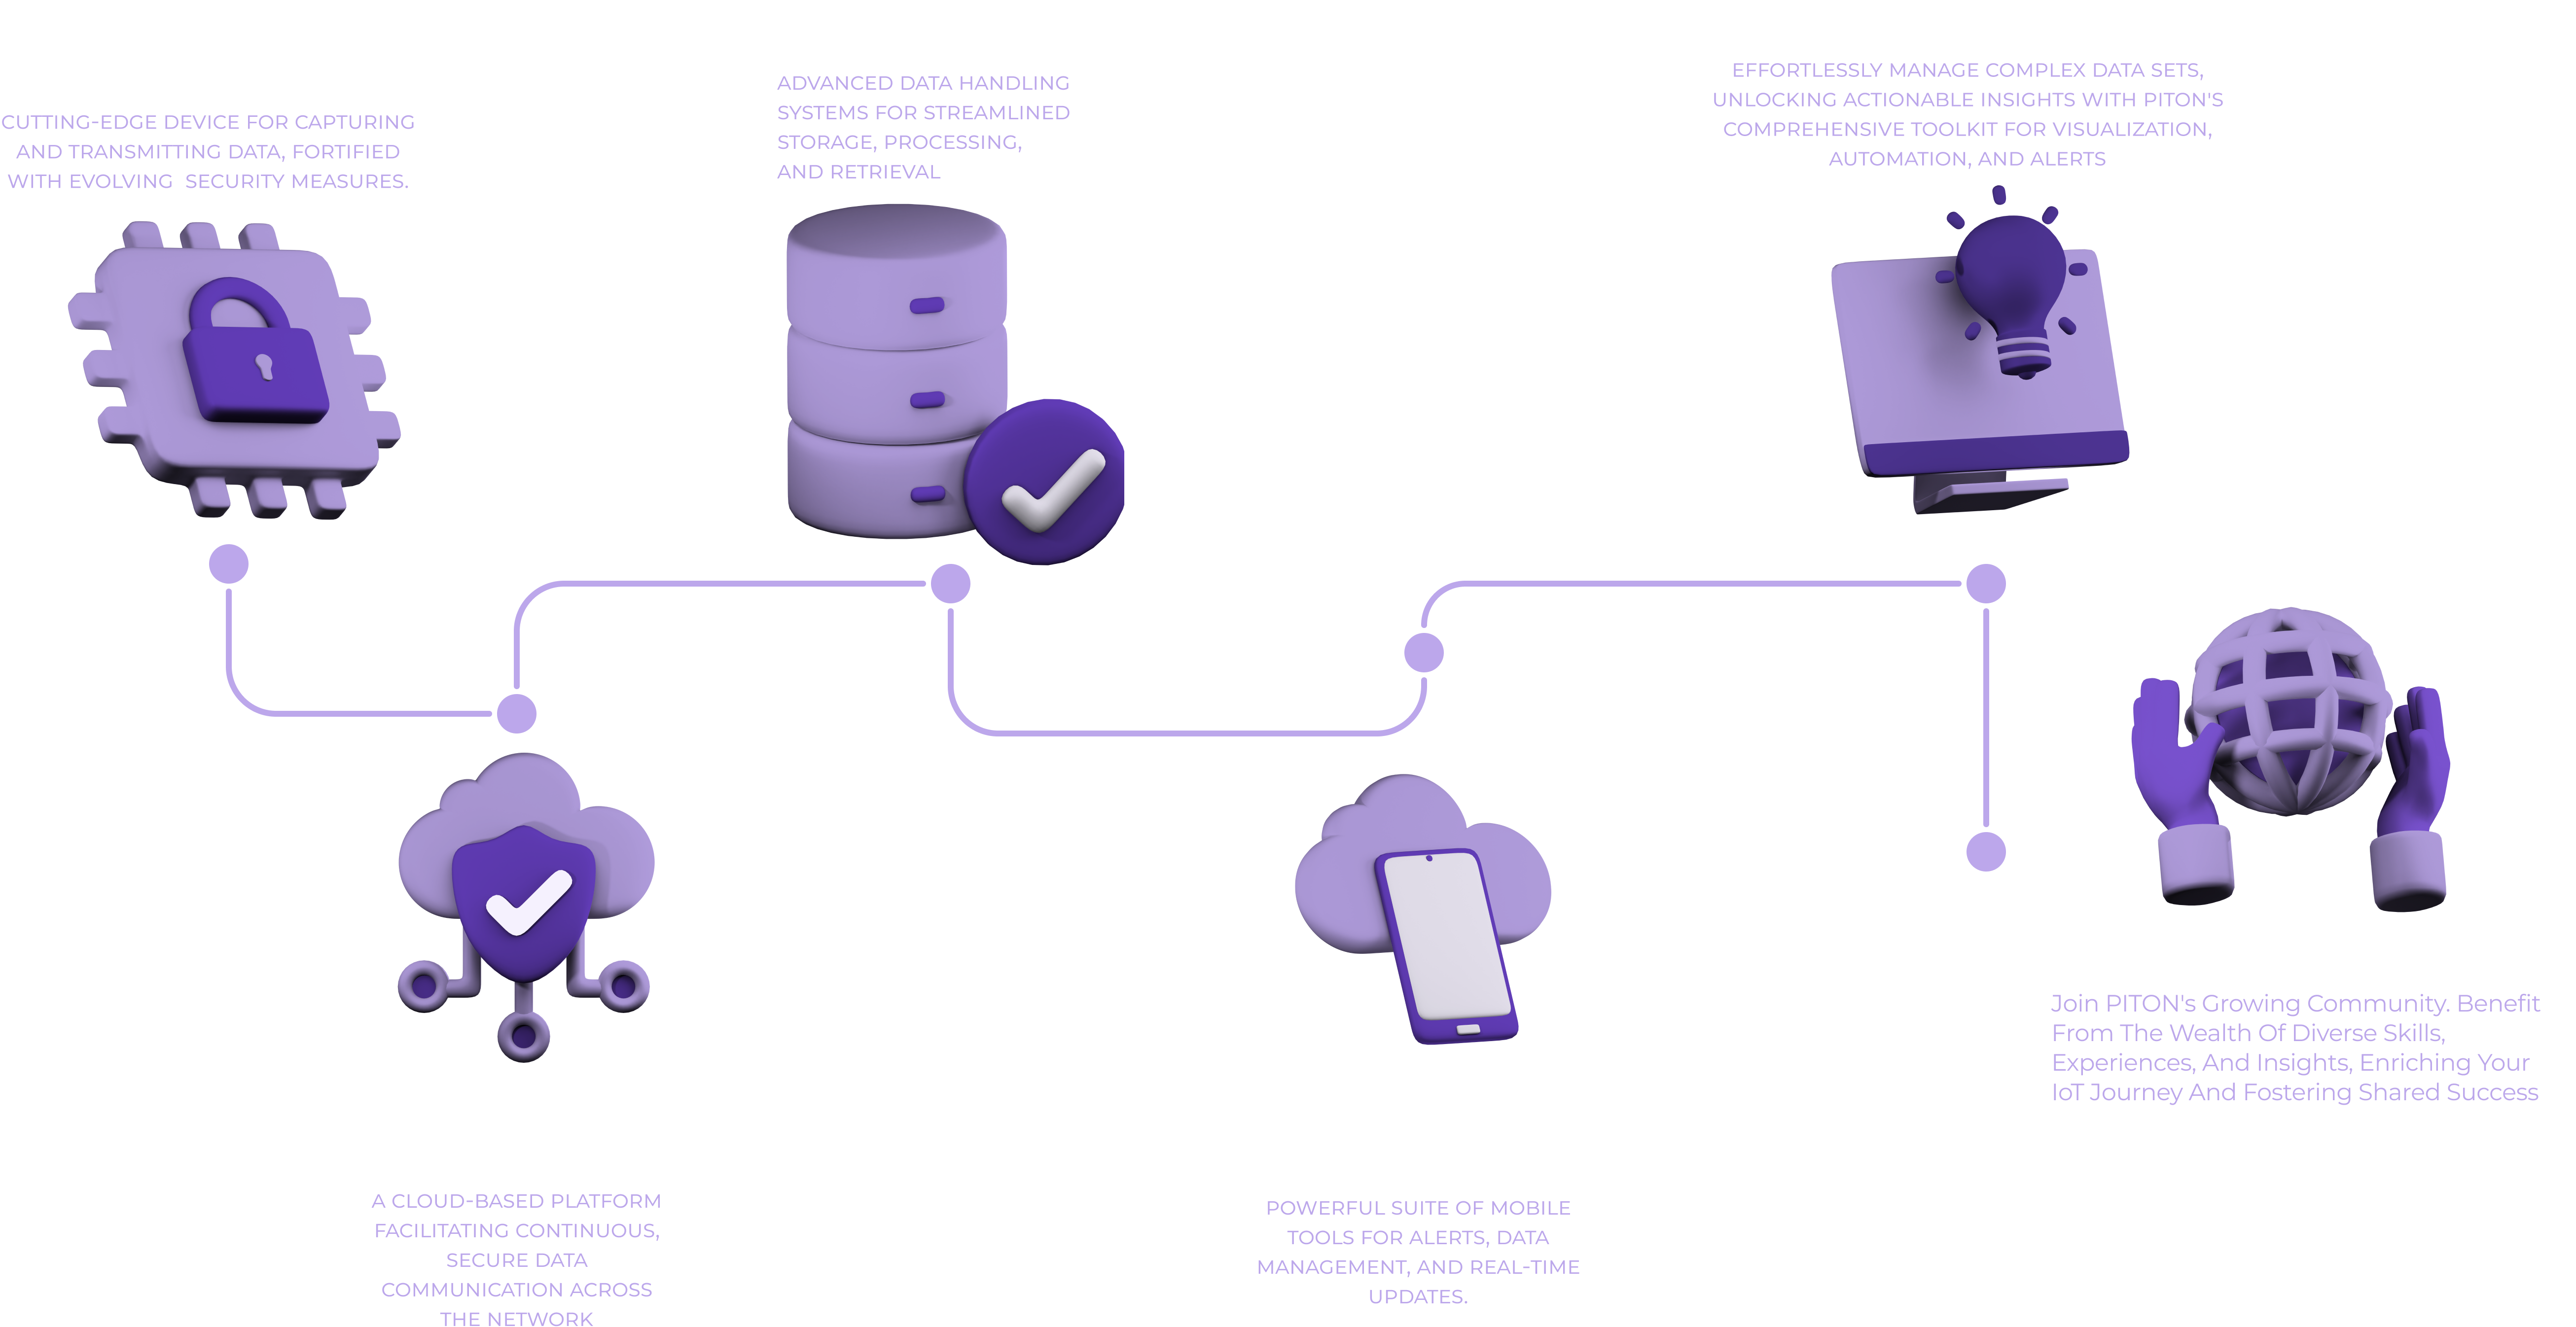 CUTTING-EDGE DEVICE FOR CAPTURING
AND TRANSMITTING DATA, FORTIFIED
WITH EVOLVING  SECURITY MEASURES.
A CLOUD-BASED PLATFORM
FACILITATING CONTINUOUS,
SECURE DATA
COMMUNICATION ACROSS
THE NETWORK
ADVANCED DATA HANDLING
SYSTEMS FOR STREAMLINED
STORAGE, PROCESSING,
AND RETRIEVAL
POWERFUL SUITE OF MOBILE
TOOLS FOR ALERTS, DATA
MANAGEMENT, AND REAL-TIME
UPDATES.
EFFORTLESSLY MANAGE COMPLEX DATA SETS,
UNLOCKING ACTIONABLE INSIGHTS WITH PITON'S
COMPREHENSIVE TOOLKIT FOR VISUALIZATION,
AUTOMATION, AND ALERTS
Join PITON's Growing Community. Benefit
From The Wealth Of Diverse Skills,
Experiences, And Insights, Enriching Your
IoT Journey And Fostering Shared Success